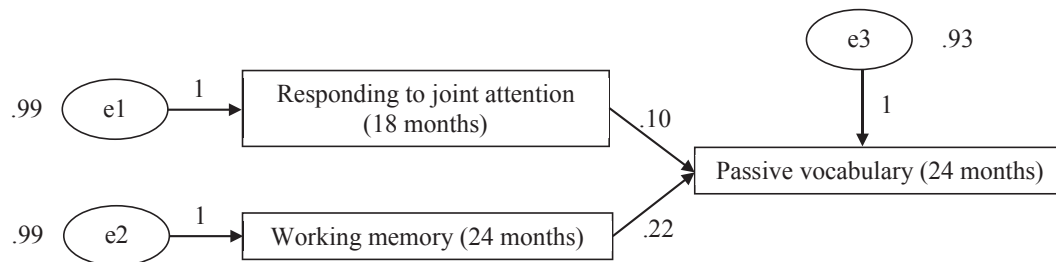 e3 .93
.99 e1 1 Responding to joint attention
(18 months)
.10
1
Passive vocabulary (24 months)
.99 e2 1 Working memory (24 months) .22